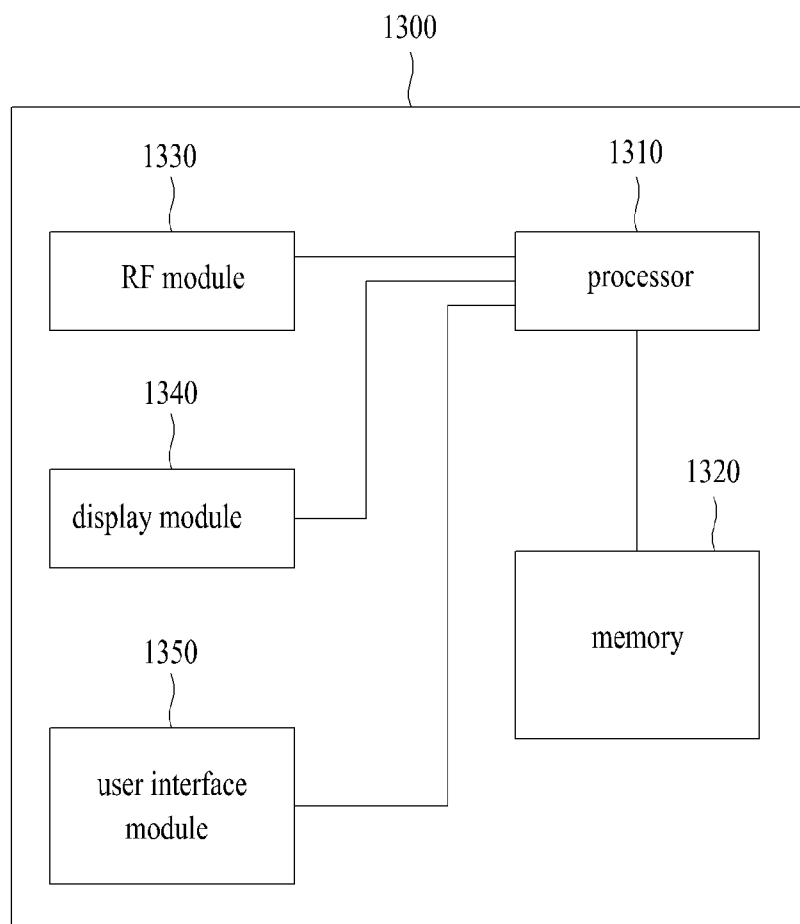 1300
1330
1310
RF module
processor
1340
1320
display module
memory
1350
user interface
module